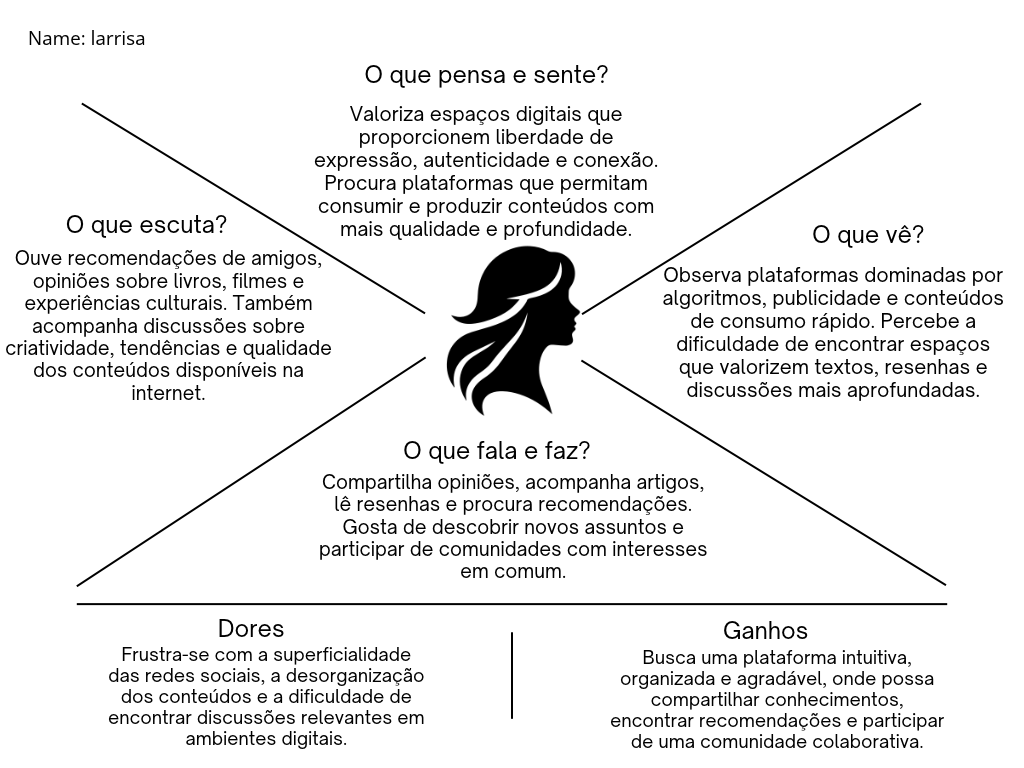 Name: larrisa
O que pensa e sente?
Valoriza espaços digitais que
proporcionem liberdade de
expressão, autenticidade e conexão.
Procura plataformas que permitam
consumir e produzir conteúdos com
mais qualidade e profundidade.
O que escuta?
Ouve recomendações de amigos,
opiniões sobre livros, filmes e
experiências culturais. Também
acompanha discussões sobre
criatividade, tendências e qualidade
dos conteúdos disponíveis na
internet.
O que vê?
Observa plataformas dominadas por
algoritmos, publicidade e conteúdos
de consumo rápido. Percebe a
dificuldade de encontrar espaços
que valorizem textos, resenhas e
discussões mais aprofundadas.
O que fala e faz?
Compartilha opiniões, acompanha artigos,
lê resenhas e procura recomendações.
Gosta de descobrir novos assuntos e
participar de comunidades com interesses
em comum.
Dores
Frustra-se com a superficialidade
das redes sociais, a desorganização
dos conteúdos e a dificuldade de
encontrar discussões relevantes em
ambientes digitais.
Ganhos
Busca uma plataforma intuitiva,
organizada e agradável, onde possa
compartilhar conhecimentos,
encontrar recomendações e participar
de uma comunidade colaborativa.